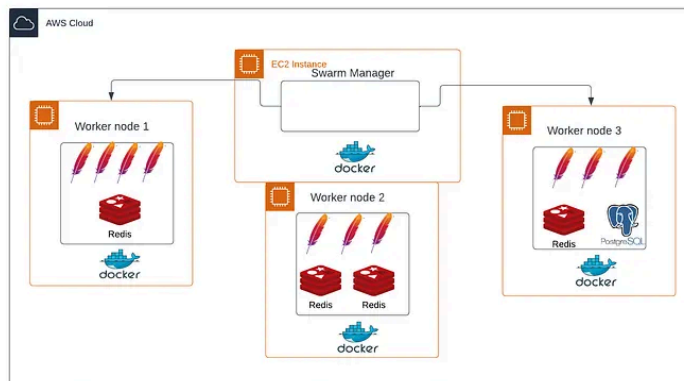 AWS Cloud
EC2 Instance
Swarm Manager
docker
Worker node 1
Redis
docker
Worker node 2
Redis Redis
docker
Worker node 3
Redis PostgreSQL
docker